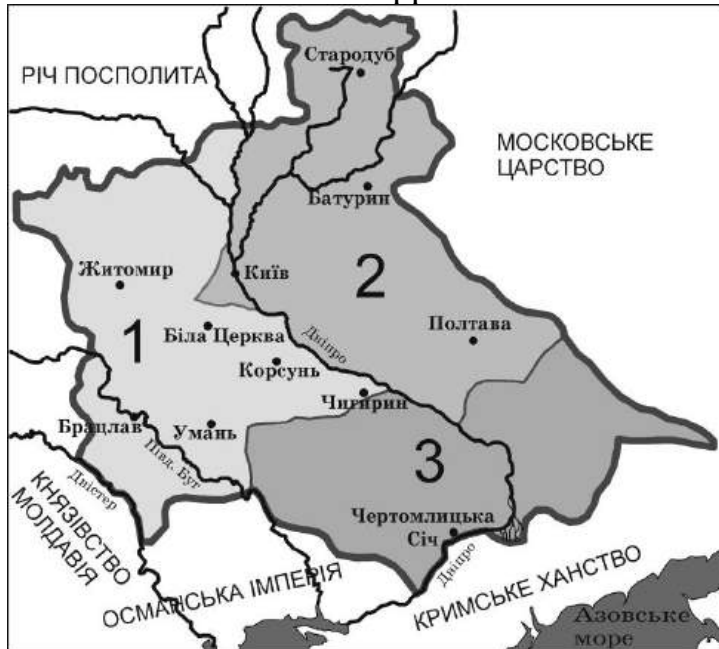 Стародуб
РІЧ ПОСПОЛИТА
МОСКОВСЬКЕ
ЦАРСТВО
Батурин
Житомир
Київ
2
1
Біла Церква
Дніпро
Полтава
Корсунь
Чигирин
Брацлав
Умань
Півд. Буг
3
Дністер
КНЯЗІВСТВО
МОЛДАВІЯ
Чертомлицька
Січ
Дніпро
ОСМАНСЬКА ІМПЕРІЯ
КРИМСЬКЕ ХАНСТВО
Азовське
море